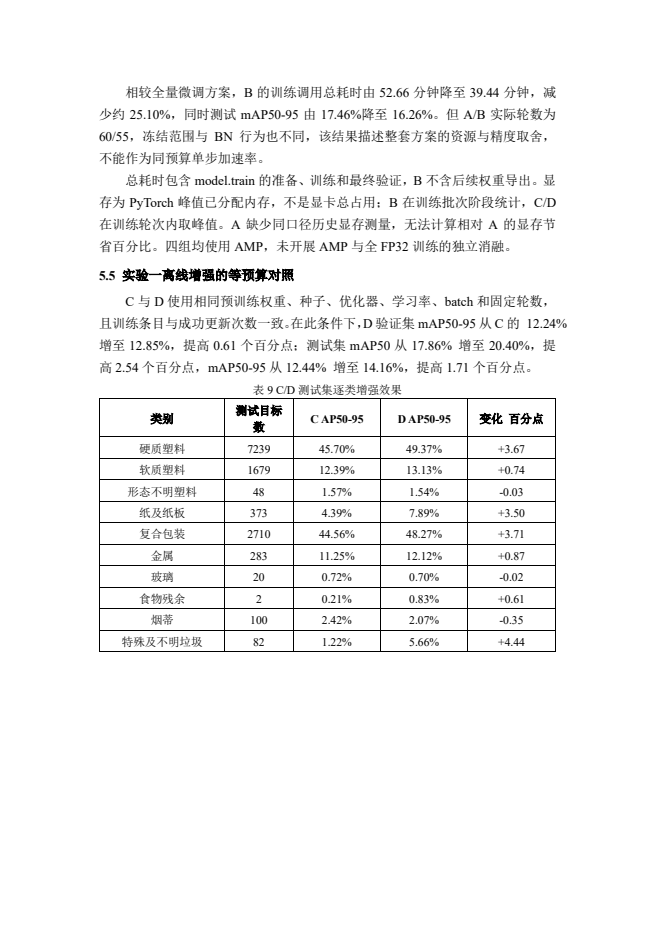 相较全量微调方案，B 的训练调用总耗时由 52.66 分钟降至 39.44 分钟，减
少约 25.10%，同时测试 mAP50-95 由 17.46%降至 16.26%。但 A/B 实际轮数为
60/55，冻结范围与 BN 行为也不同，该结果描述整套方案的资源与精度取舍，
不能作为同预算单步加速率。
总耗时包含 model.train 的准备、训练和最终验证，B 不含后续权重导出。显
存为 PyTorch 峰值已分配内存，不是显卡总占用；B 在训练批次阶段统计，C/D
在训练轮次内取峰值。A 缺少同口径历史显存测量，无法计算相对 A 的显存节
省百分比。四组均使用 AMP，未开展 AMP 与全 FP32 训练的独立消融。
5.5 实验一离线增强的等预算对照
C 与 D 使用相同预训练权重、种子、优化器、学习率、batch 和固定轮数，
且训练条目与成功更新次数一致。在此条件下，D 验证集 mAP50-95 从 C 的 12.24%
增至 12.85%，提高 0.61 个百分点；测试集 mAP50 从 17.86% 增至 20.40%，提
高 2.54 个百分点，mAP50-95 从 12.44% 增至 14.16%，提高 1.71 个百分点。
表 9 C/D 测试集逐类增强效果
类别 测试目标数 C AP50-95 D AP50-95 变化 百分点
硬质塑料 7239 45.70% 49.37% +3.67
软质塑料 1679 12.39% 13.13% +0.74
形态不明塑料 48 1.57% 1.54% -0.03
纸及纸板 373 4.39% 7.89% +3.50
复合包装 2710 44.56% 48.27% +3.71
金属 283 11.25% 12.12% +0.87
玻璃 20 0.72% 0.70% -0.02
食物残余 2 0.21% 0.83% +0.61
烟蒂 100 2.42% 2.07% -0.35
特殊及不明垃圾 82 1.22% 5.66% +4.44